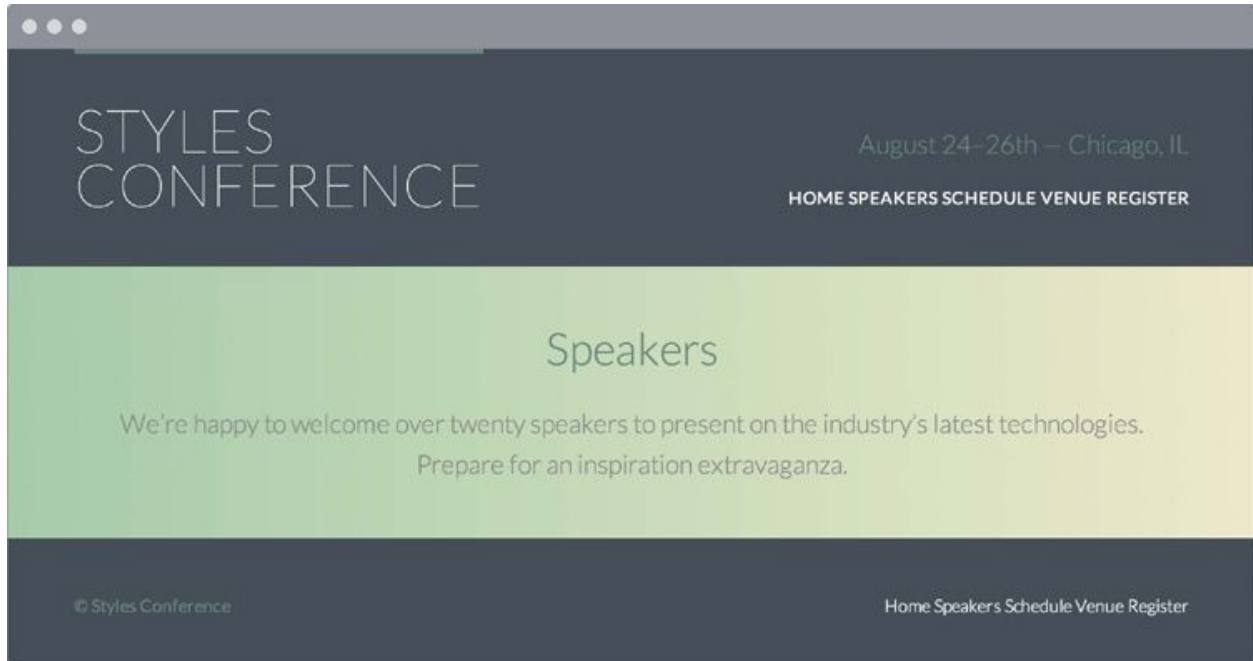 STYLES
CONFERENCE
August 24–26th — Chicago, IL
HOME SPEAKERS SCHEDULE VENUE REGISTER
Speakers
We’re happy to welcome over twenty speakers to present on the industry’s latest technologies.
Prepare for an inspiration extravaganza.
© Styles Conference
Home Speakers Schedule Venue Register